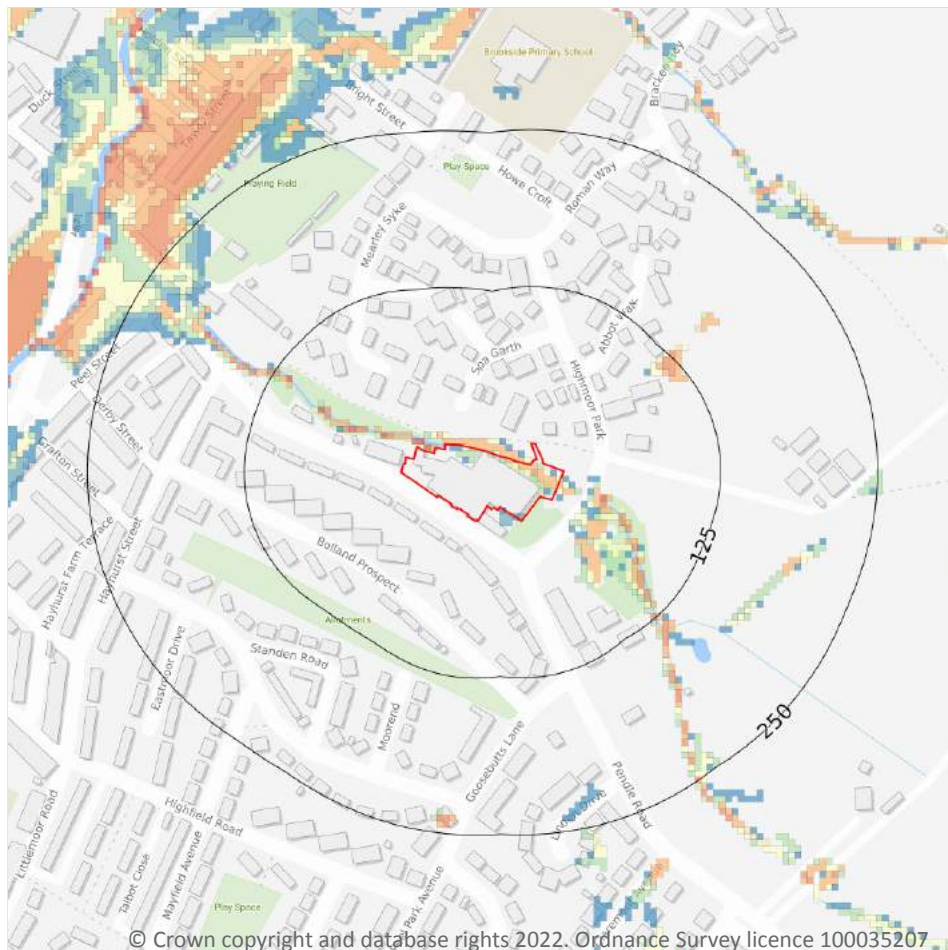 Brookside Primary School
Bright Street
Play Space
Howe Croft
Roman Way
Playing Field
Mearley Syke
Abbot Walk
Spa Garth
Highmoor Park
Peel Street
Derby Street
Grafton Street
Hayhurst Street
Hayhurst Farm Terrace
Bolland Prospect
125
Allotments
Standen Road
Eastmoor Drive
Moorend
250
Goosebutts Lane
Pendle Road
Highfield Road
Littlemoor Road
Talbot Close
Mayfield Avenue
Play Space
Park Avenue
© Crown copyright and database rights 2022. Ordnance Survey licence 100035207